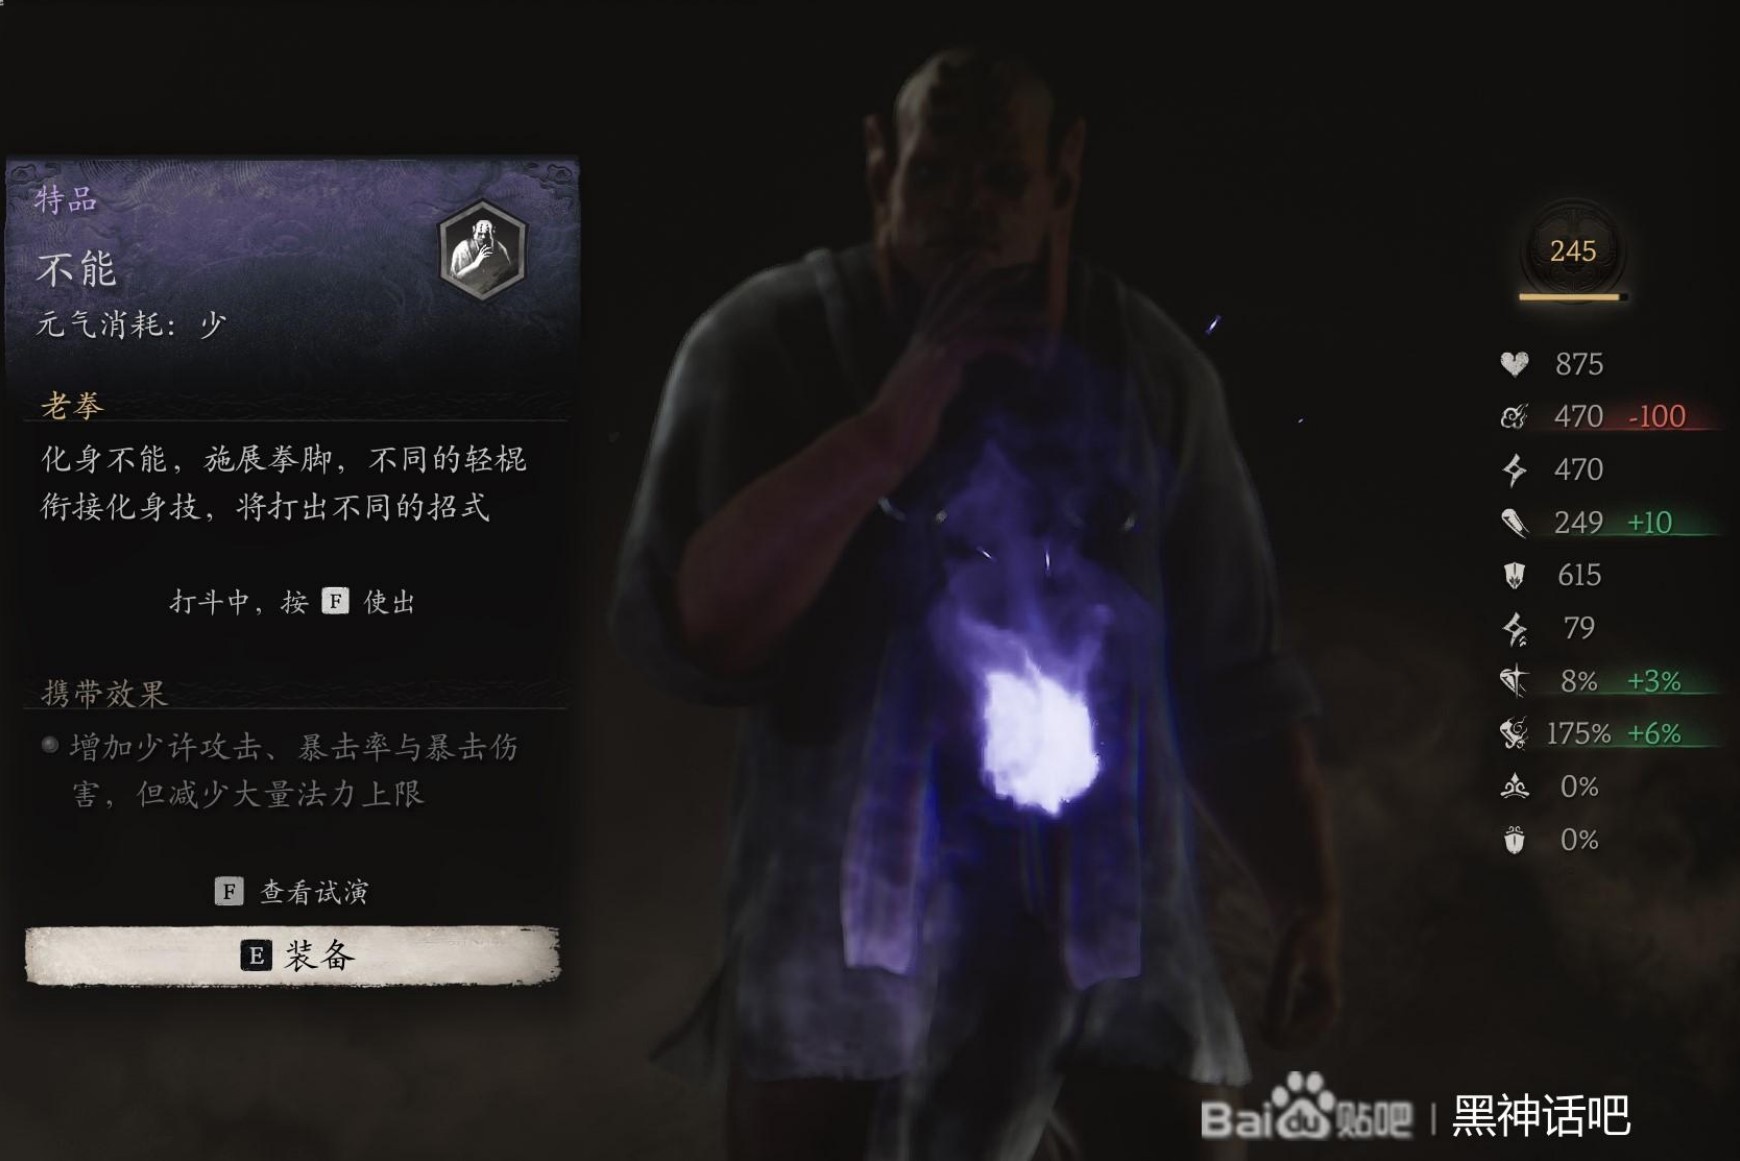 特品
不能
元气消耗：少
老拳
化身不能，施展拳脚，不同的轻棍
衔接化身技，将打出不同的招式
打斗中，按 F 使出
携带效果
增加少许攻击、暴击率与暴击伤
害，但减少大量法力上限
F 查看试演
E 装备
245
875
470 -100
470
249 +10
615
79
8% +3%
175% +6%
0%
0%
Bai du 贴吧 | 黑神话吧